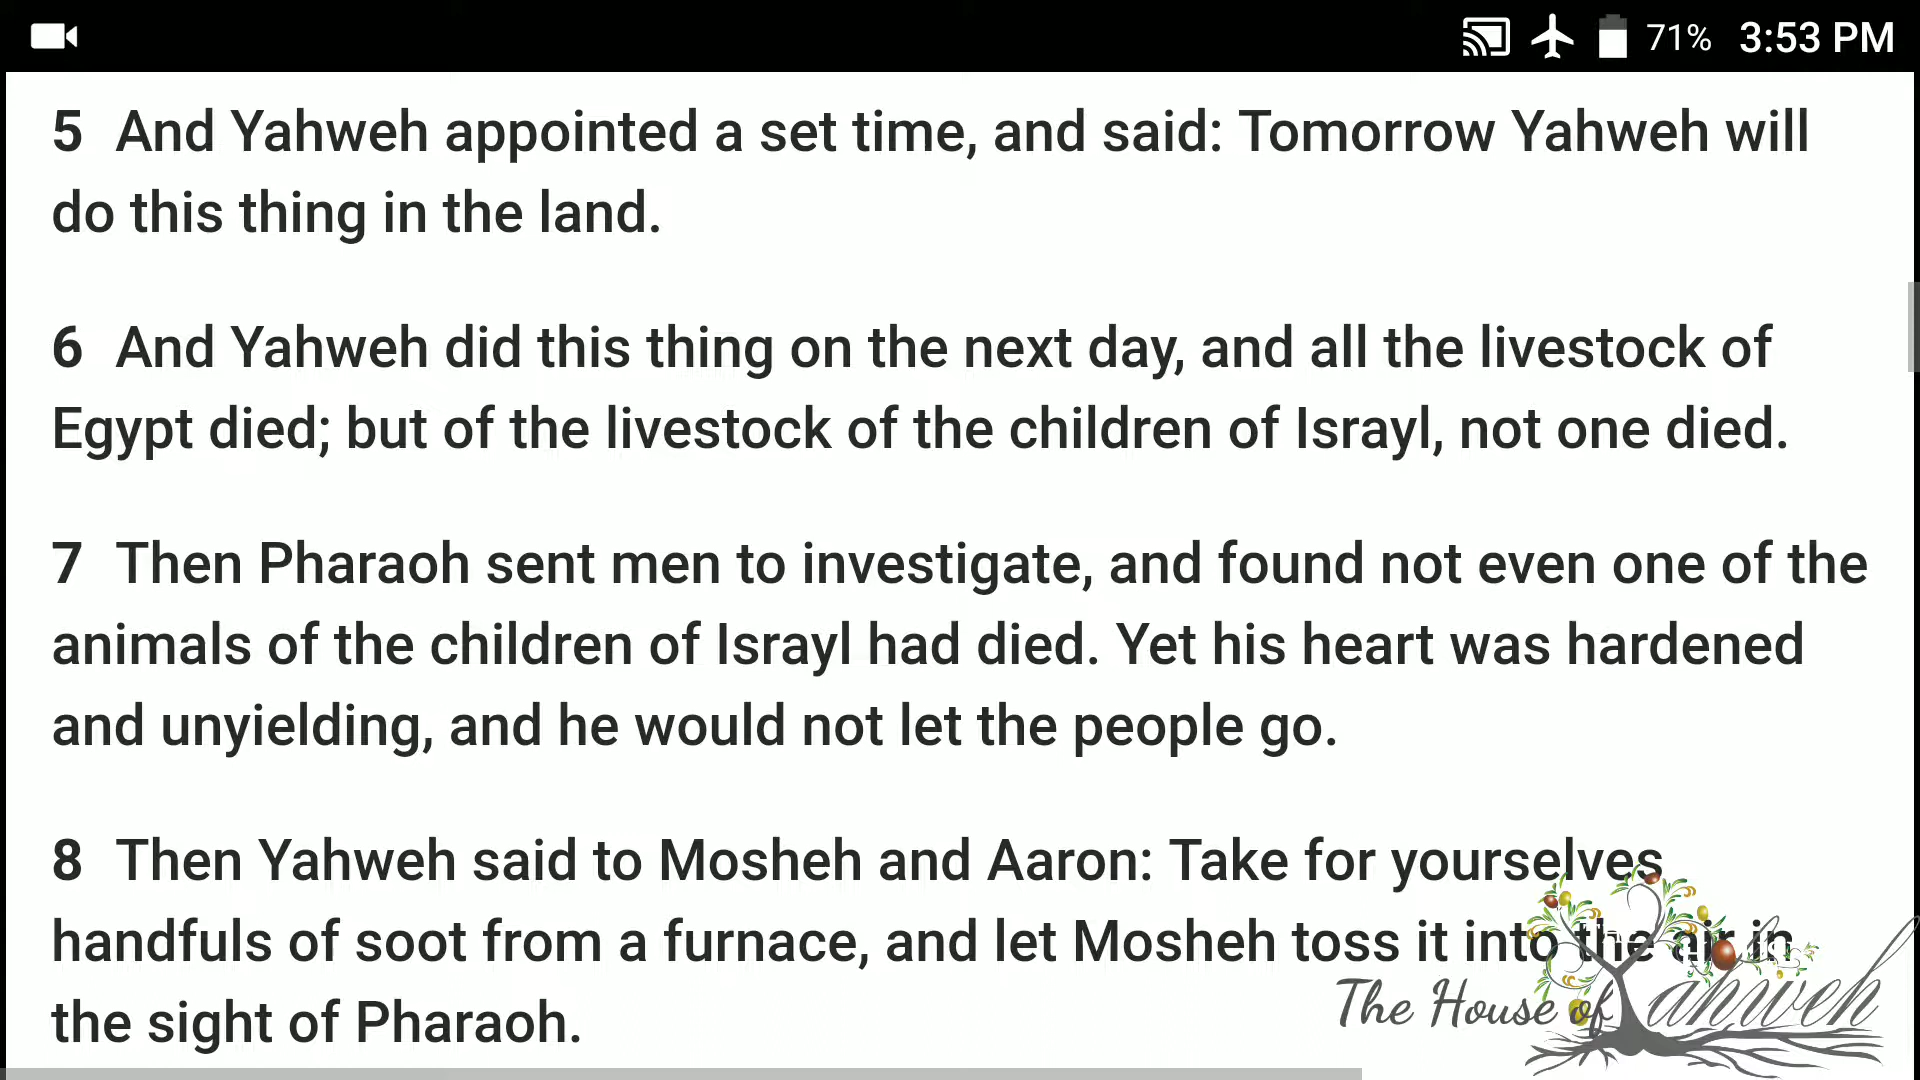 71% 3:53 PM
5 And Yahweh appointed a set time, and said: Tomorrow Yahweh will
do this thing in the land.
6 And Yahweh did this thing on the next day, and all the livestock of
Egypt died; but of the livestock of the children of Israyl, not one died.
7 Then Pharaoh sent men to investigate, and found not even one of the
animals of the children of Israyl had died. Yet his heart was hardened
and unyielding, and he would not let the people go.
8 Then Yahweh said to Mosheh and Aaron: Take for yourselves
handfuls of soot from a furnace, and let Mosheh toss it into the air in
the sight of Pharaoh.
The House of Yahweh